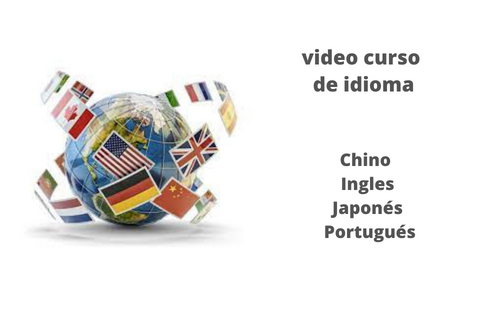 video curso
de idioma
Chino
Ingles
Japonés
Portugués